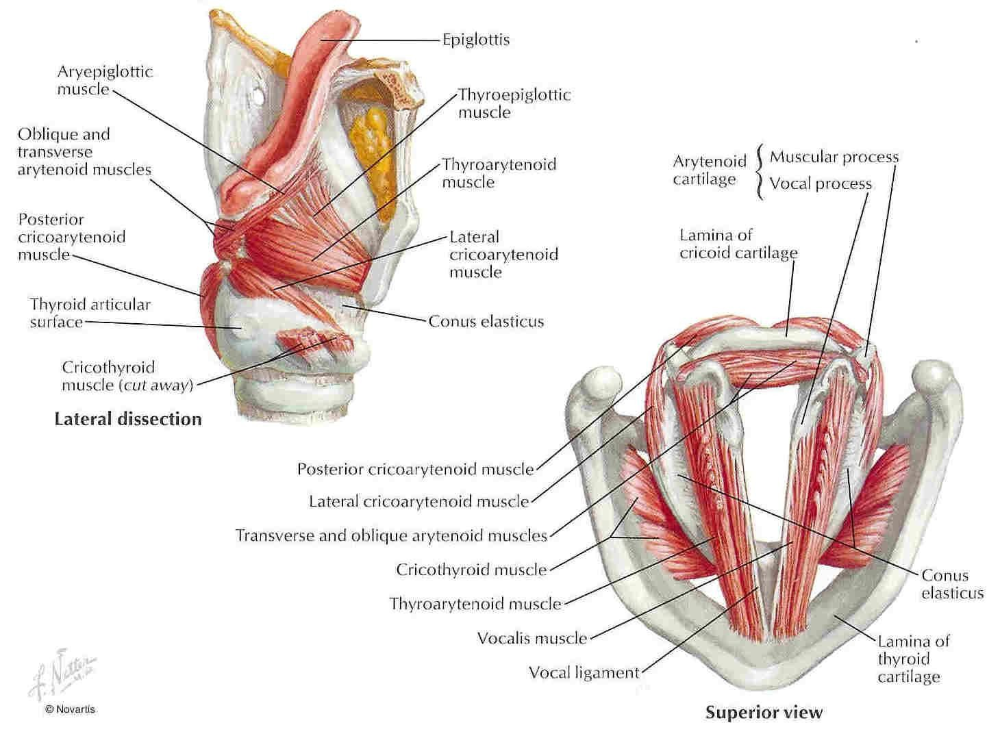 Epiglottis
Aryepiglottic
muscle
Thyroepiglottic
muscle
Oblique and
transverse
arytenoid muscles
Thyroarytenoid
muscle
Posterior
cricoarytenoid
muscle
Lateral
cricoarytenoid
muscle
Thyroid articular
surface
Conus elasticus
Cricothyroid
muscle (cut away)
Lateral dissection
Arytenoid
cartilage
Muscular process
Vocal process
Lamina of
cricoid cartilage
Posterior cricoarytenoid muscle
Lateral cricoarytenoid muscle
Transverse and oblique arytenoid muscles
Cricothyroid muscle
Thyroarytenoid muscle
Vocalis muscle
Vocal ligament
Conus
elasticus
Lamina of
thyroid
cartilage
Superior view
F. Netter
M.D.
© Novartis